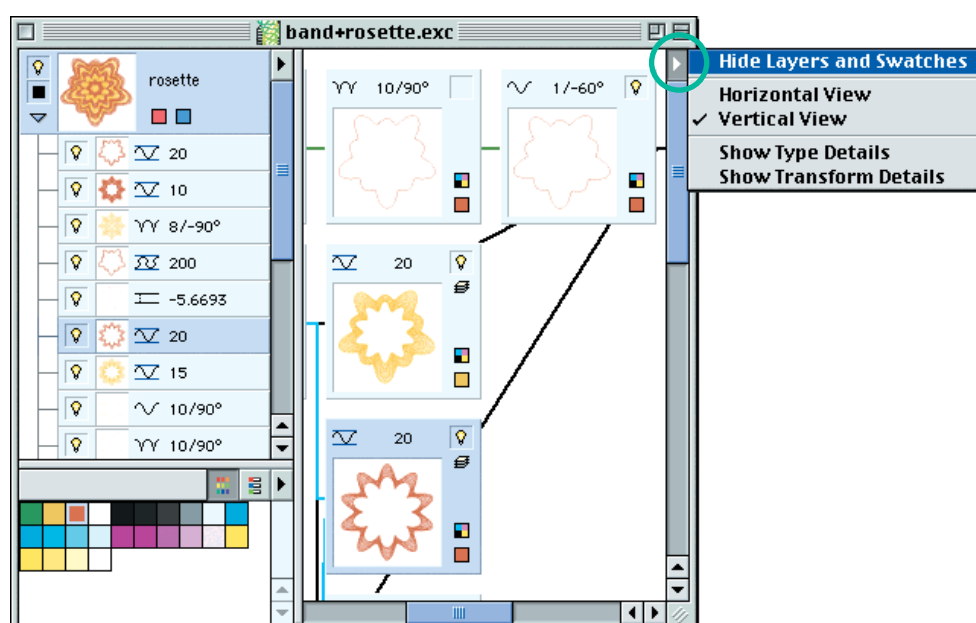 band+rosette.exc
rosette
20
10
8/-90°
200
-5.6693
20
15
10/90°
10/90°
10/90°
1/-60°
20
20
Hide Layers and Swatches
Horizontal View
✓ Vertical View
Show Type Details
Show Transform Details